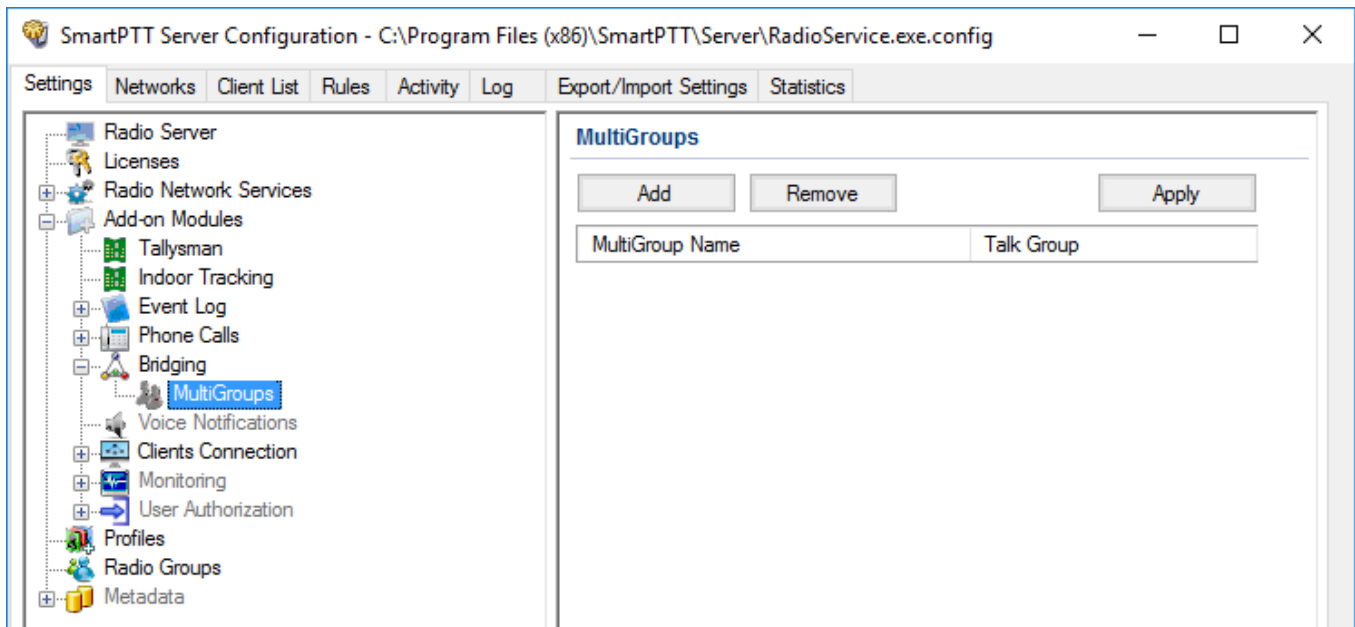 SmartPTT Server Configuration - C:\Program Files (x86)\SmartPTT\Server\RadioService.exe.config
Settings Networks Client List Rules Activity Log Export/Import Settings Statistics
Radio Server
Licenses
Radio Network Services
Add-on Modules
Tallysman
Indoor Tracking
Event Log
Phone Calls
Bridging
MultiGroups
Voice Notifications
Clients Connection
Monitoring
User Authorization
Profiles
Radio Groups
Metadata
MultiGroups
Add Remove Apply
MultiGroup Name Talk Group